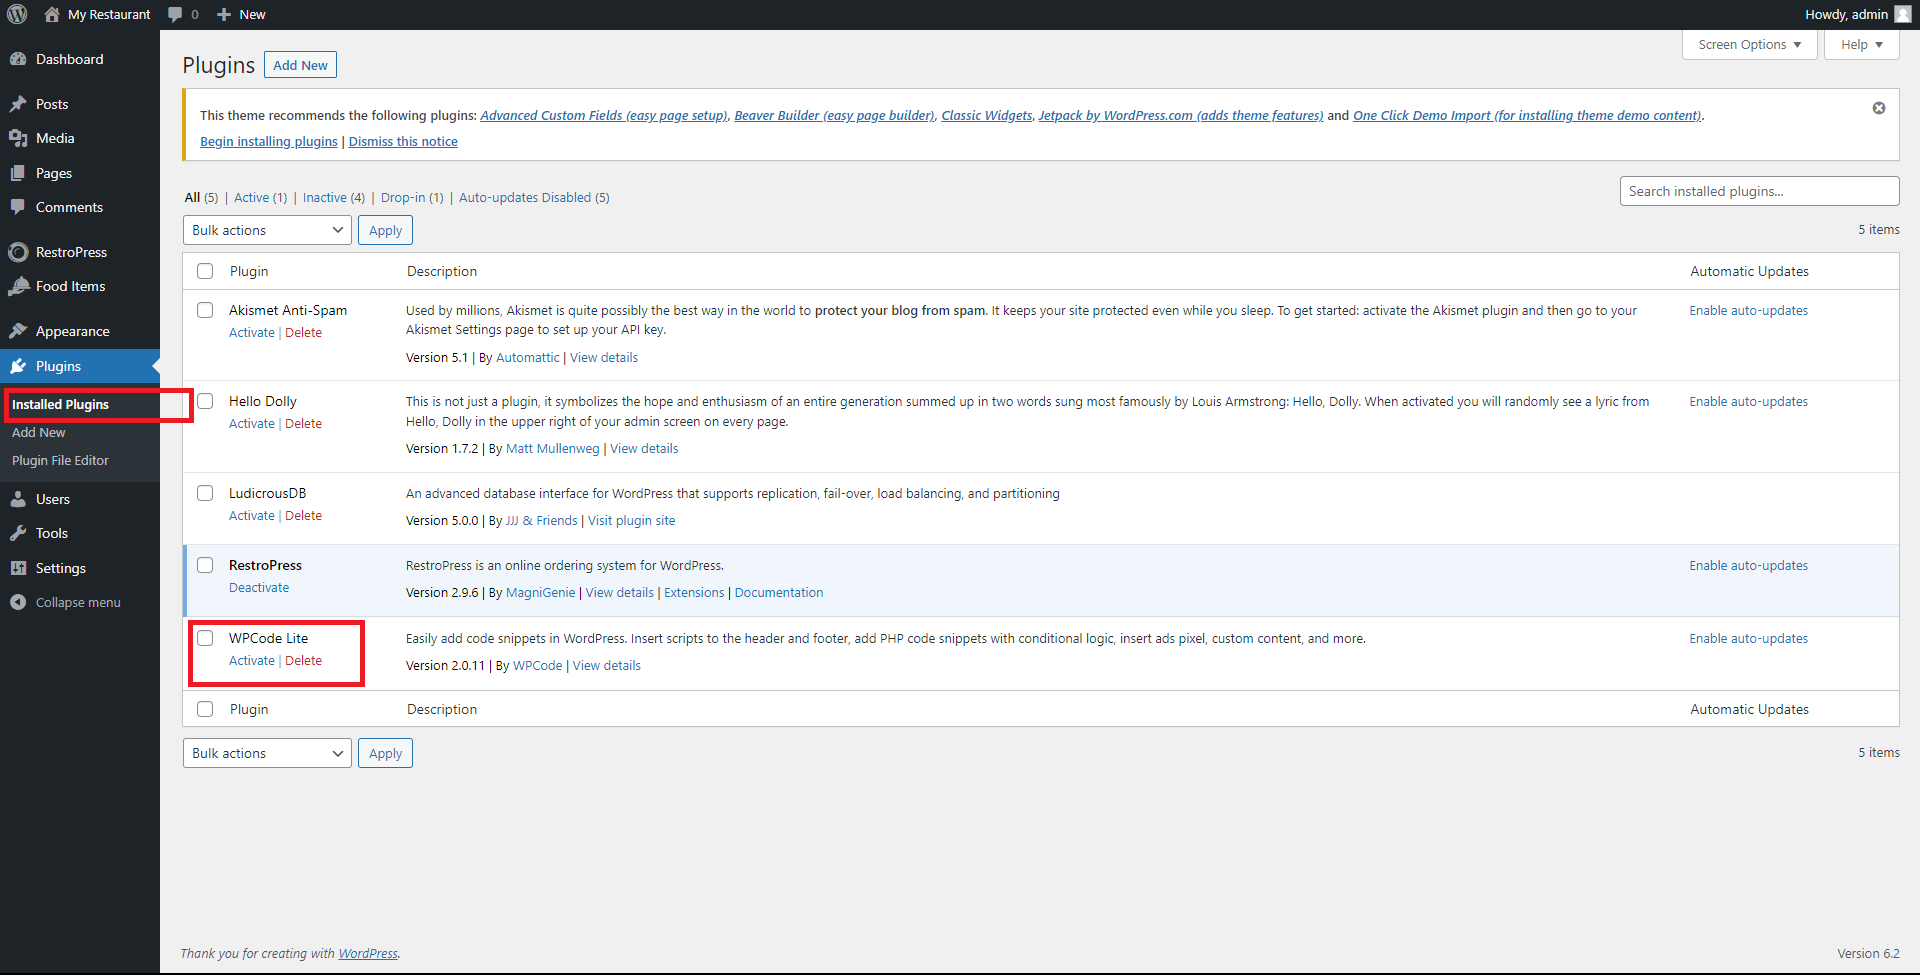 My Restaurant 0 New Howdy, admin
Dashboard
Posts
Media
Pages
Comments
RestroPress
Food Items
Appearance
Plugins
Installed Plugins
Add New
Plugin File Editor
Users
Tools
Settings
Collapse menu
Screen Options Help
Plugins Add New
This theme recommends the following plugins: Advanced Custom Fields (easy page setup), Beaver Builder (easy page builder), Classic Widgets, Jetpack by WordPress.com (adds theme features) and One Click Demo Import (for installing theme demo content).
Begin installing plugins | Dismiss this notice
All (5) | Active (1) | Inactive (4) | Drop-in (1) | Auto-updates Disabled (5)
Search installed plugins...
Bulk actions Apply 5 items
Plugin Description Automatic Updates
Akismet Anti-Spam
Activate | Delete
Used by millions, Akismet is quite possibly the best way in the world to protect your blog from spam. It keeps your site protected even while you sleep. To get started: activate the Akismet plugin and then go to your
Akismet Settings page to set up your API key.
Version 5.1 | By Automattic | View details
Enable auto-updates
Hello Dolly
Activate | Delete
This is not just a plugin, it symbolizes the hope and enthusiasm of an entire generation summed up in two words sung most famously by Louis Armstrong: Hello, Dolly. When activated you will randomly see a lyric from
Hello, Dolly in the upper right of your admin screen on every page.
Version 1.7.2 | By Matt Mullenweg | View details
Enable auto-updates
LudicrousDB
Activate | Delete
An advanced database interface for WordPress that supports replication, fail-over, load balancing, and partitioning
Version 5.0.0 | By JJJ & Friends | Visit plugin site
RestroPress
Deactivate
RestroPress is an online ordering system for WordPress.
Version 2.9.6 | By MagniGenie | View details | Extensions | Documentation
Enable auto-updates
WPCode Lite
Activate | Delete
Easily add code snippets in WordPress. Insert scripts to the header and footer, add PHP code snippets with conditional logic, insert ads pixel, custom content, and more.
Version 2.0.11 | By WPCode | View details
Enable auto-updates
Plugin Description Automatic Updates
Bulk actions Apply 5 items
Thank you for creating with WordPress. Version 6.2